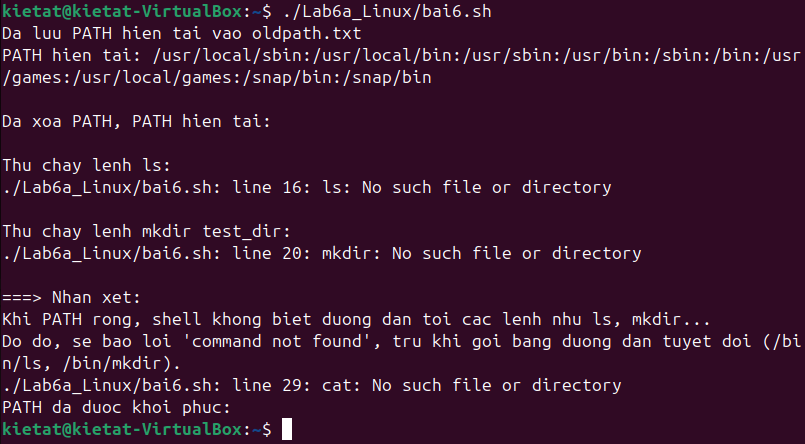 kietat@kietat-VirtualBox:~$ ./Lab6a_Linux/bai6.sh
Da luu PATH hien tai vao oldpath.txt
PATH hien tai: /usr/local/sbin:/usr/local/bin:/usr/sbin:/usr/bin:/sbin:/bin:/usr
/games:/usr/local/games:/snap/bin:/snap/bin
Da xoa PATH, PATH hien tai:
Thu chay lenh ls:
./Lab6a_Linux/bai6.sh: line 16: ls: No such file or directory
Thu chay lenh mkdir test_dir:
./Lab6a_Linux/bai6.sh: line 20: mkdir: No such file or directory
===> Nhan xet:
Khi PATH rong, shell khong biet duong dan toi cac lenh nhu ls, mkdir...
Do do, se bao loi 'command not found', tru khi goi bang duong dan tuyet doi (/bi
n/ls, /bin/mkdir).
./Lab6a_Linux/bai6.sh: line 29: cat: No such file or directory
PATH da duoc khoi phuc:
kietat@kietat-VirtualBox:~$